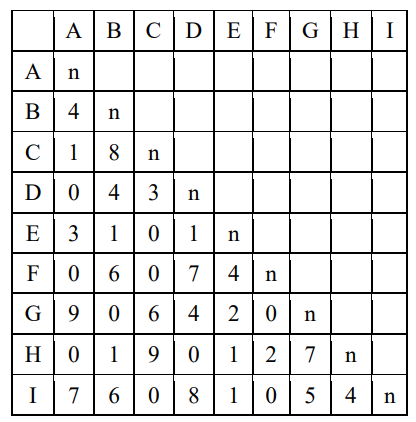 A B C D E F G H I
A n
B 4 n
C 1 8 n
D 0 4 3 n
E 3 1 0 1 n
F 0 6 0 7 4 n
G 9 0 6 4 2 0 n
H 0 1 9 0 1 2 7 n
I 7 6 0 8 1 0 5 4 n